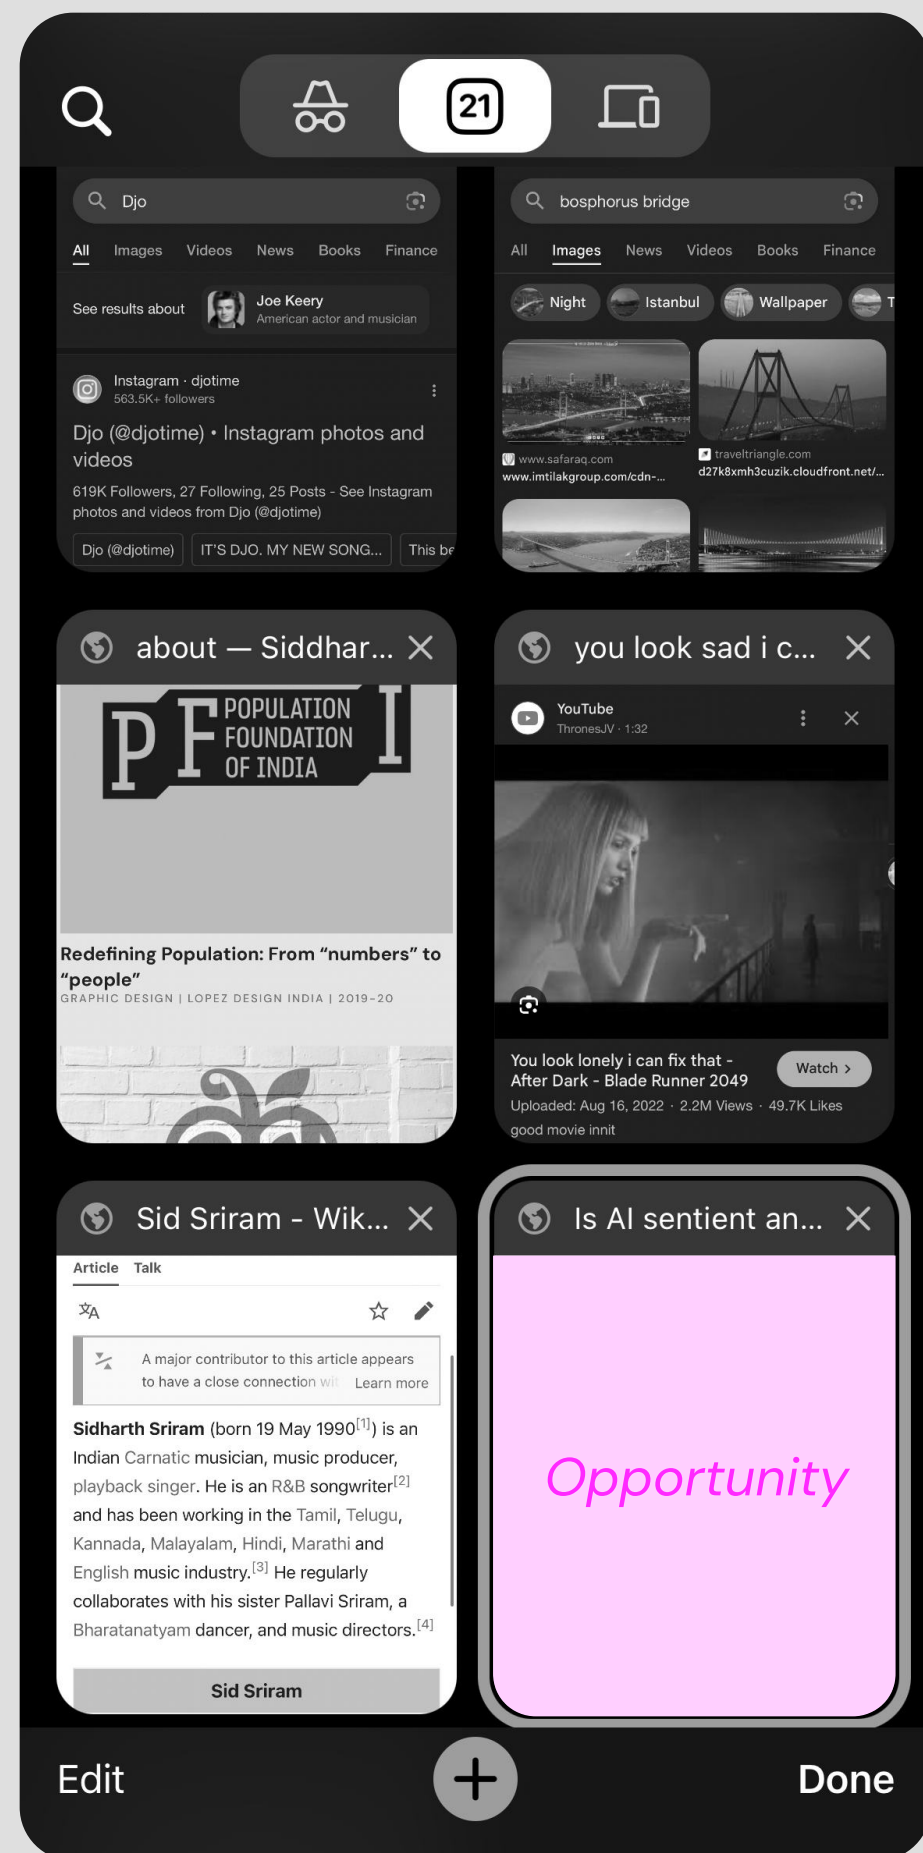 21
Djo
All Images Videos News Books Finance
See results about
Joe Keery
American actor and musician
Instagram · djotime
563.5K+ followers
Djo (@djotime) • Instagram photos and
videos
619K Followers, 27 Following, 25 Posts - See Instagram
photos and videos from Djo (@djotime)
Djo (@djotime) IT'S DJO. MY NEW SONG... This be
bosphorus bridge
All Images News Videos Books Finance
Night Istanbul Wallpaper T
www.safaraq.com
www.imtilakgroup.com/cdn-...
traveltriangle.com
d27k8xmh3cuzik.cloudfront.net/...
about — Siddhar...
PF I
POPULATION
FOUNDATION
OF INDIA
Redefining Population: From “numbers” to
“people”
GRAPHIC DESIGN | LOPEZ DESIGN INDIA | 2019-20
you look sad i c...
YouTube
ThronesJV · 1:32
You look lonely i can fix that -
After Dark - Blade Runner 2049
Watch >
Uploaded: Aug 16, 2022 · 2.2M Views · 49.7K Likes
good movie innit
Sid Sriram - Wik...
Article Talk
文A
A major contributor to this article appears
to have a close connection wit Learn more
Sidharth Sriram (born 19 May 1990[1]) is an
Indian Carnatic musician, music producer,
playback singer. He is an R&B songwriter[2]
and has been working in the Tamil, Telugu,
Kannada, Malayalam, Hindi, Marathi and
English music industry.[3] He regularly
collaborates with his sister Pallavi Sriram, a
Bharatanatyam dancer, and music directors.[4]
Sid Sriram
Is AI sentient an...
Opportunity
Edit
Done